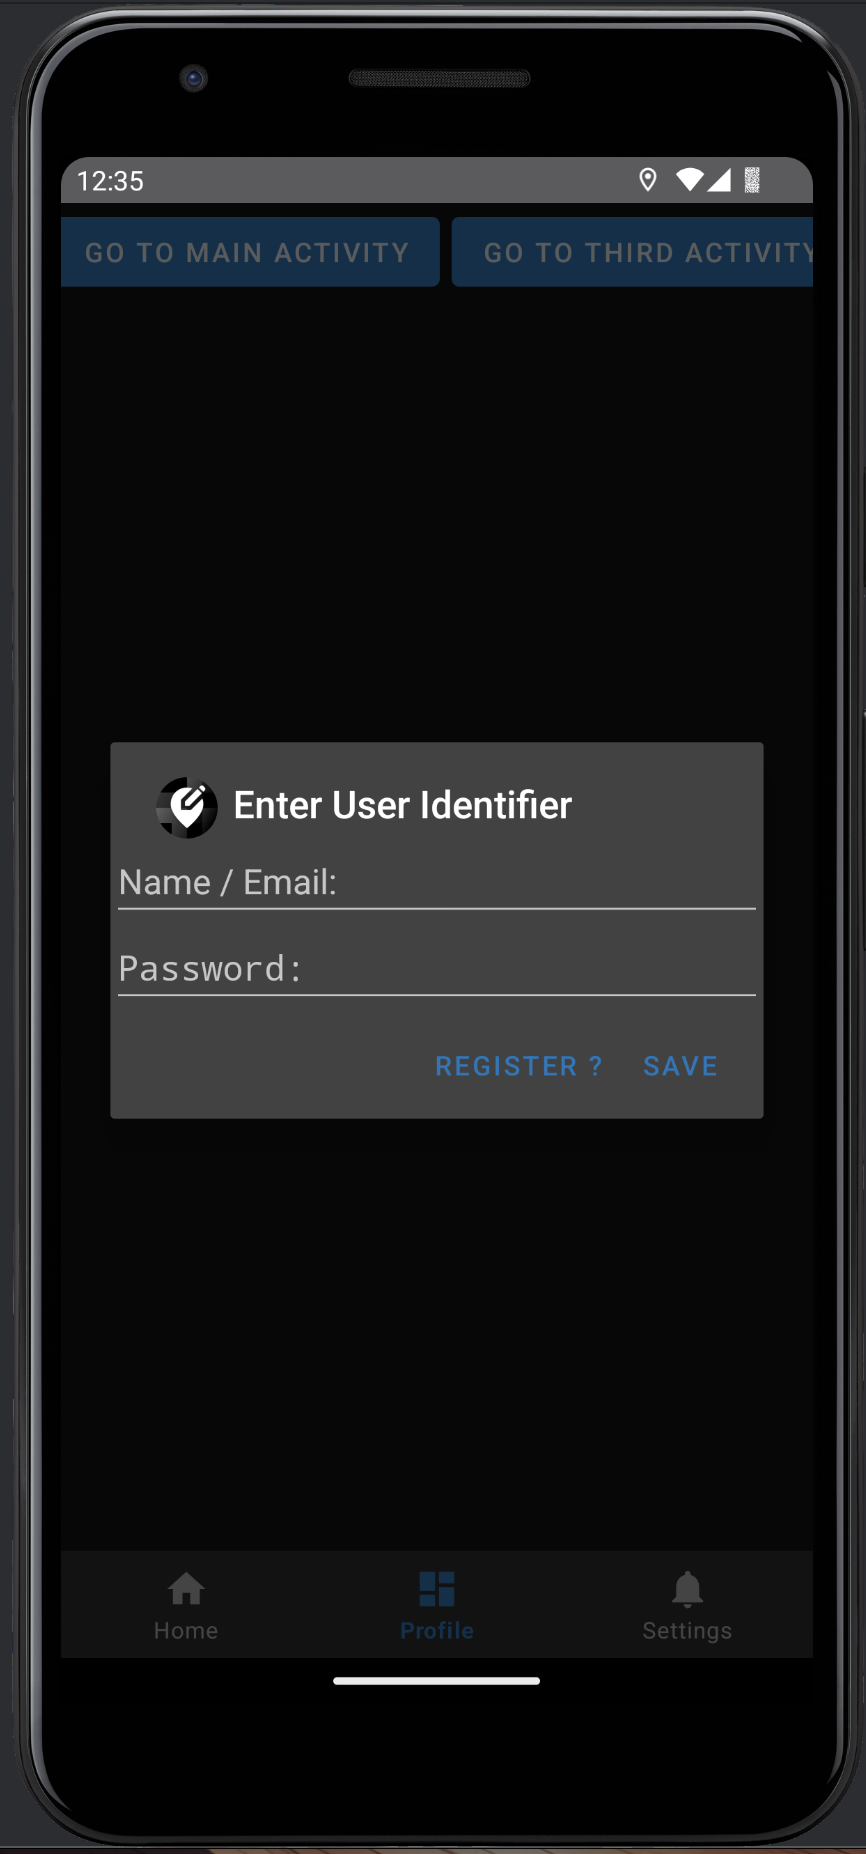 12:35
GO TO MAIN ACTIVITY
GO TO THIRD ACTIVITY
Enter User Identifier
Name / Email:
Password:
REGISTER ?
SAVE
Home
Profile
Settings